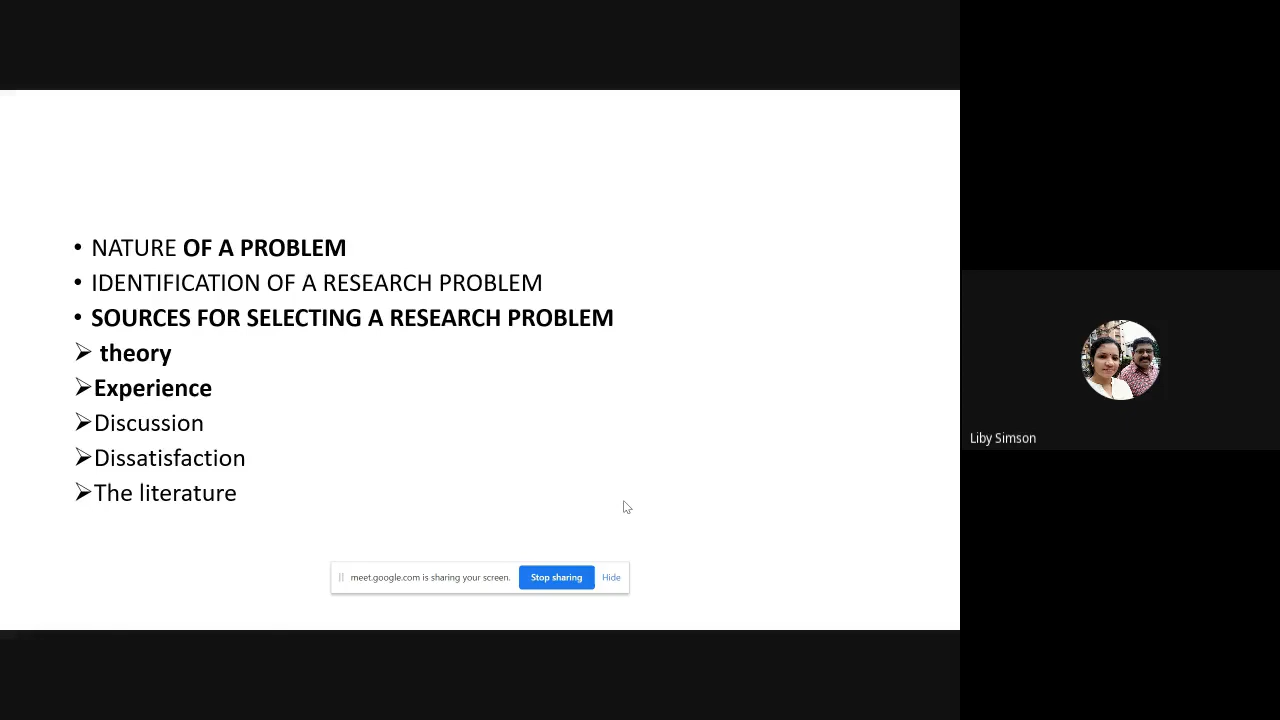 • NATURE OF A PROBLEM
• IDENTIFICATION OF A RESEARCH PROBLEM
• SOURCES FOR SELECTING A RESEARCH PROBLEM
➢ theory
➢Experience
➢Discussion
➢Dissatisfaction
➢The literature
meet.google.com is sharing your screen. Stop sharing Hide
Liby Simson